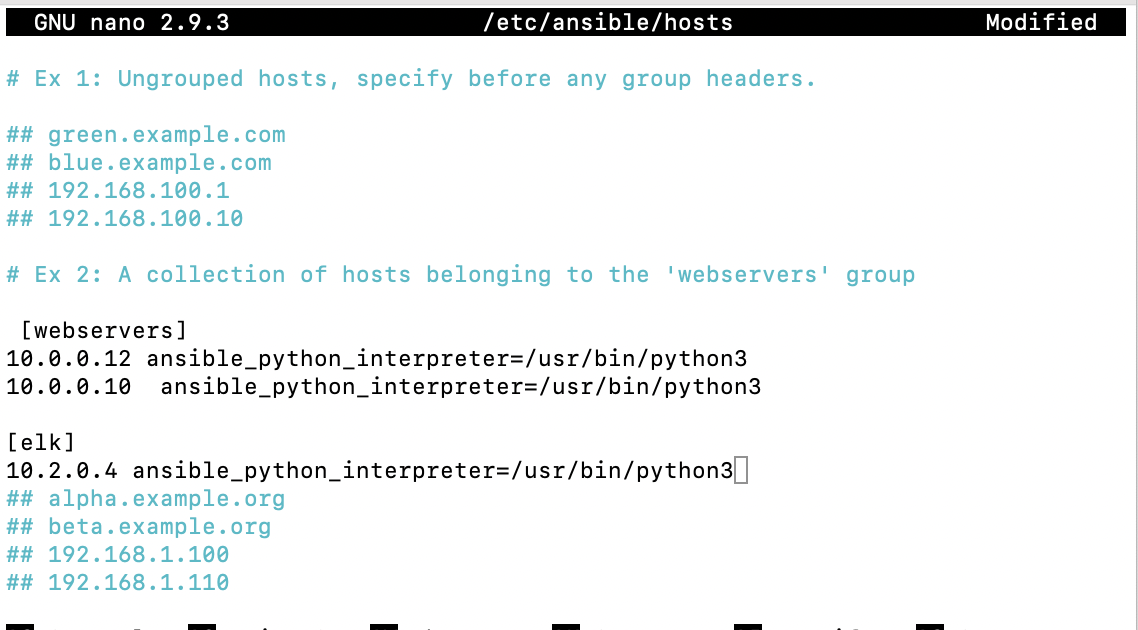 GNU nano 2.9.3 /etc/ansible/hosts Modified
# Ex 1: Ungrouped hosts, specify before any group headers.
## green.example.com
## blue.example.com
## 192.168.100.1
## 192.168.100.10
# Ex 2: A collection of hosts belonging to the 'webservers' group
[webservers]
10.0.0.12 ansible_python_interpreter=/usr/bin/python3
10.0.0.10  ansible_python_interpreter=/usr/bin/python3
[elk]
10.2.0.4 ansible_python_interpreter=/usr/bin/python3
## alpha.example.org
## beta.example.org
## 192.168.1.100
## 192.168.1.110